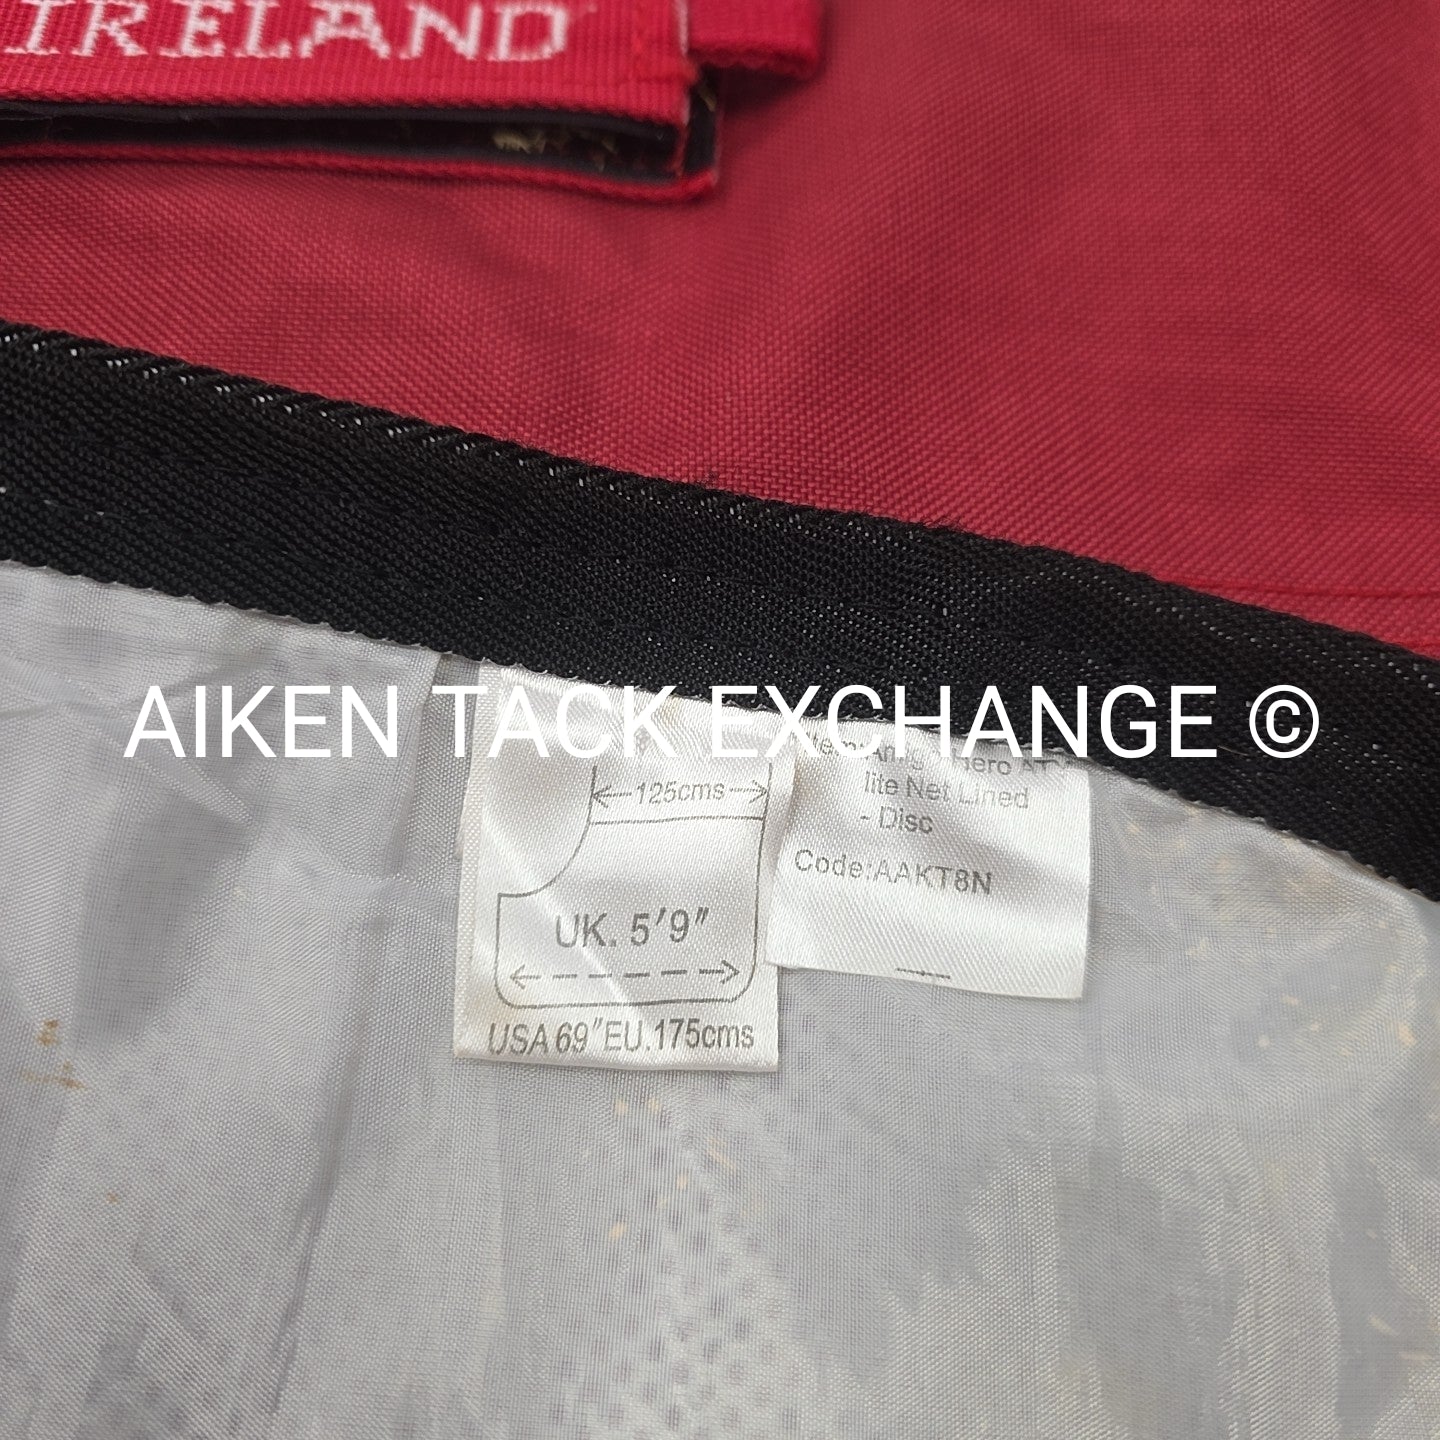 IRELAND
AIKEN TACK EXCHANGE ©
125cms
lite Net Lined
- Disc
Code:AAKT8N
UK. 5'9"
USA 69" EU.175cms